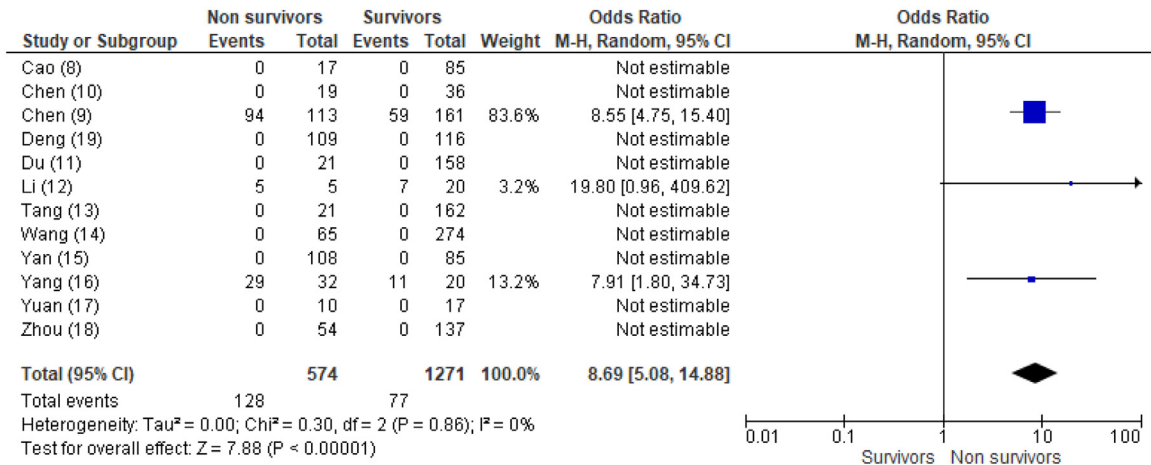 Non survivors Survivors Odds Ratio Odds Ratio
Study or Subgroup Events Total Events Total Weight M-H, Random, 95% CI M-H, Random, 95% CI
Cao (8) 0 17 0 85 Not estimable
Chen (10) 0 19 0 36 Not estimable
Chen (9) 94 113 59 161 83.6% 8.55 [4.75, 15.40]
Deng (19) 0 109 0 116 Not estimable
Du (11) 0 21 0 158 Not estimable
Li (12) 5 5 7 20 3.2% 19.80 [0.96, 409.62]
Tang (13) 0 21 0 162 Not estimable
Wang (14) 0 65 0 274 Not estimable
Yan (15) 0 108 0 85 Not estimable
Yang (16) 29 32 11 20 13.2% 7.91 [1.80, 34.73]
Yuan (17) 0 10 0 17 Not estimable
Zhou (18) 0 54 0 137 Not estimable
Total (95% CI) 574 1271 100.0% 8.69 [5.08, 14.88]
Total events 128 77
Heterogeneity: Tau² = 0.00; Chi² = 0.30, df = 2 (P = 0.86); I² = 0%
Test for overall effect: Z = 7.88 (P < 0.00001)
0.01 0.1 1 10 100
Survivors Non survivors